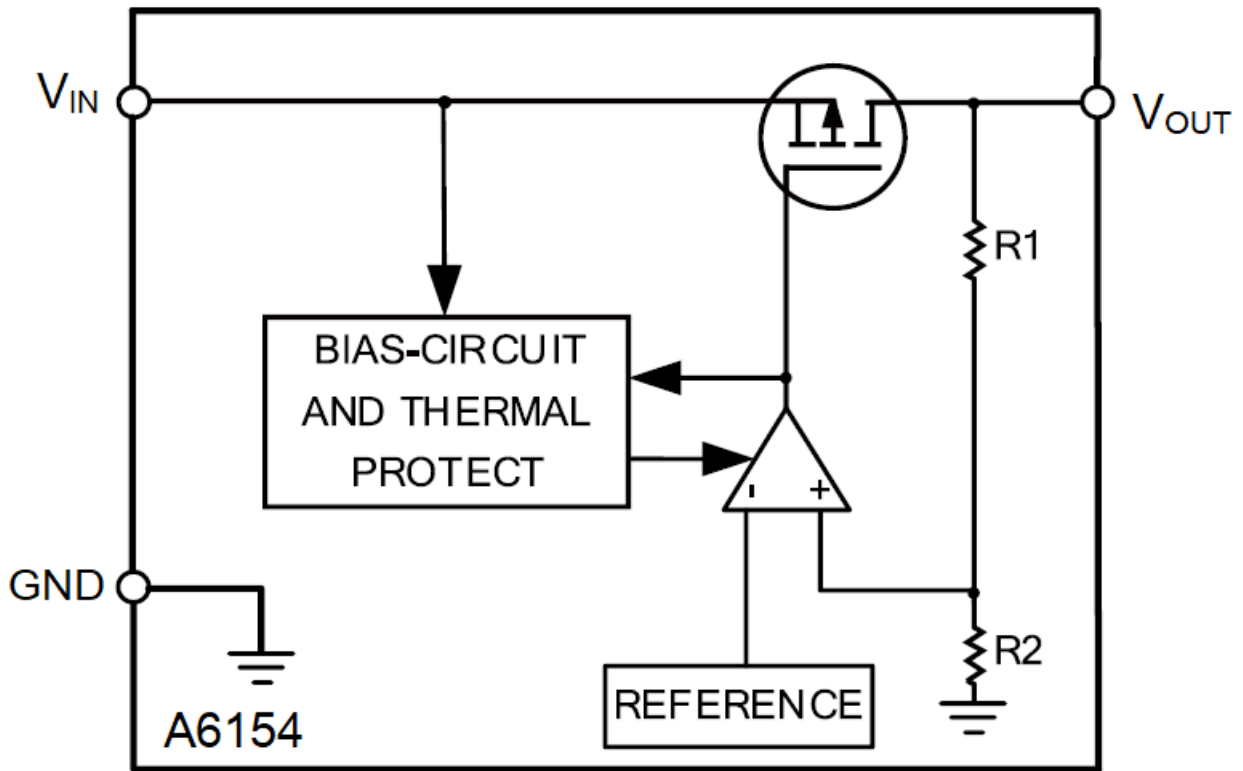 VIN
VOUT
R1
BIAS-CIRCUIT
AND THERMAL
PROTECT
- +
GND
R2
REFERENCE
A6154